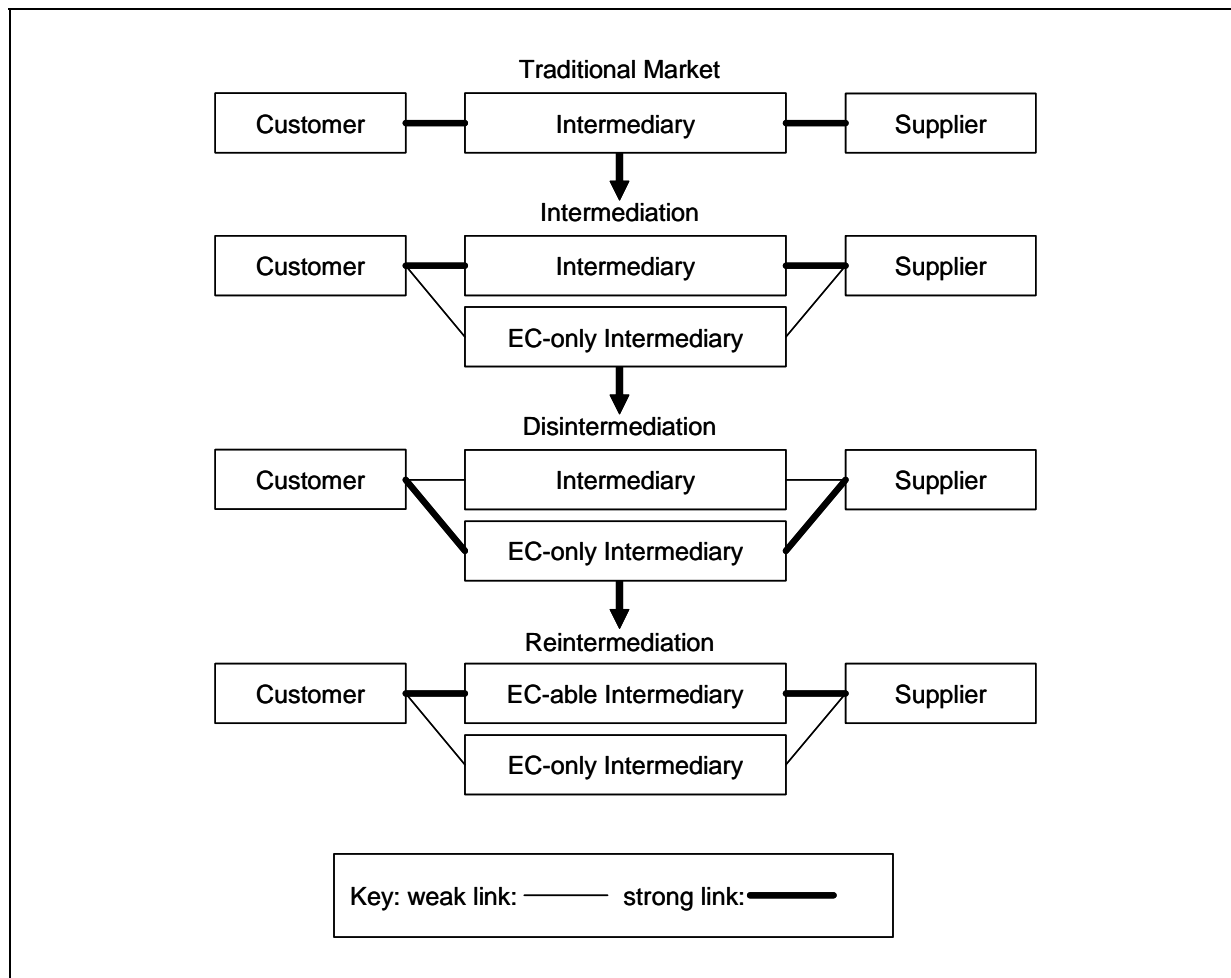 Traditional Market
Customer Intermediary Supplier
Intermediation
Customer Intermediary Supplier
EC-only Intermediary
Disintermediation
Customer Intermediary Supplier
EC-only Intermediary
Reintermediation
Customer EC-able Intermediary Supplier
EC-only Intermediary
Key: weak link: strong link: